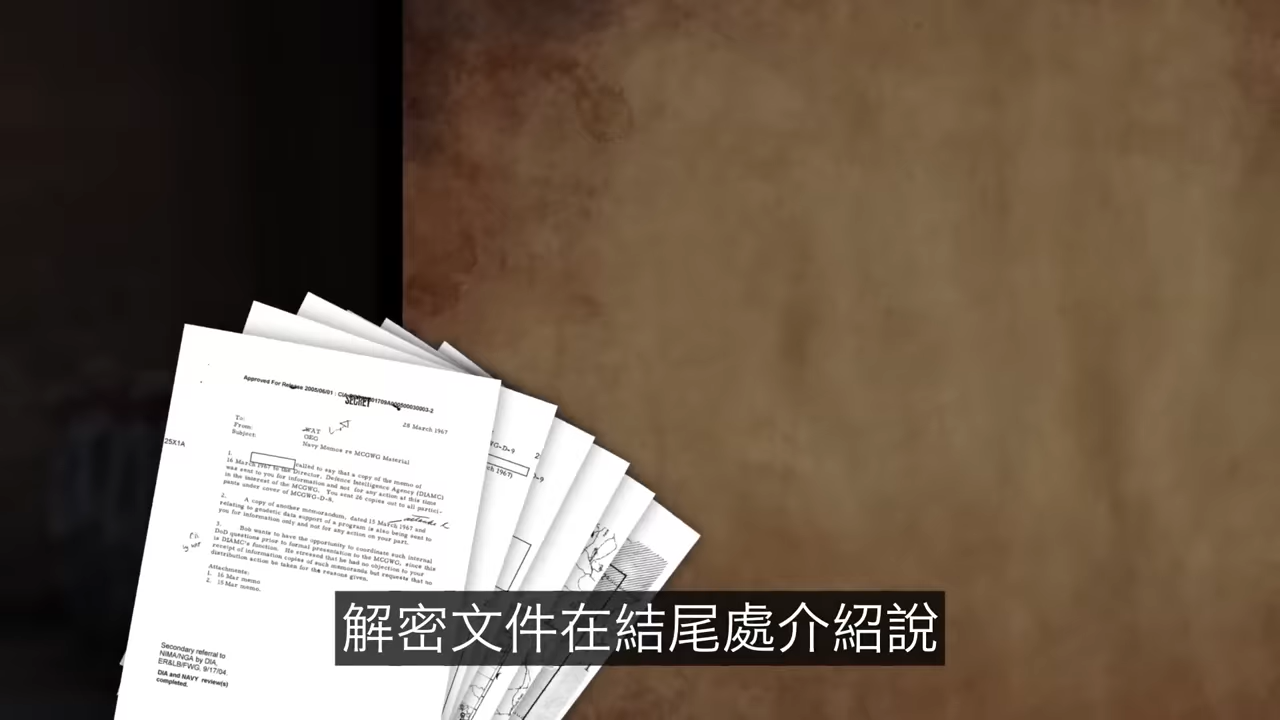 Approved For Release 2005/06/01 : CIA
SECRET
28 March 1967
To:
From:
Subject:
OEG
Navy Memos re MCGWG Material
25X1A
1. called to say that a copy of the memo of
16 March 1967 to the Director, Defence Intelligence Agency (DIAMC)
was sent to you for information and not for any action at this time
in the interest of the MCGWG. You sent 26 copies out to all partici-
pants under cover of MCGWG-D-8.
2. A copy of another memorandum, dated 15 March 1967 and
relating to geodetic data support of a program is also being sent to
you for information only and not for any action on your part.
3. Bob wants to have the opportunity to coordinate such internal
DoD questions prior to formal presentation to the MCGWG, since this
is DIAMC's function. He stressed that he had no objection to your
receipt of information copies of such memoranda but requests that no
distribution action be taken for the reasons given.
Attachments:
1. 16 Mar memo
2. 15 Mar memo.
Secondary referral to
NIMA/NGA by DIA,
ER&LB/FWG, 9/17/04.
DIA and NAVY review(s)
completed.
解密文件在結尾處介紹說